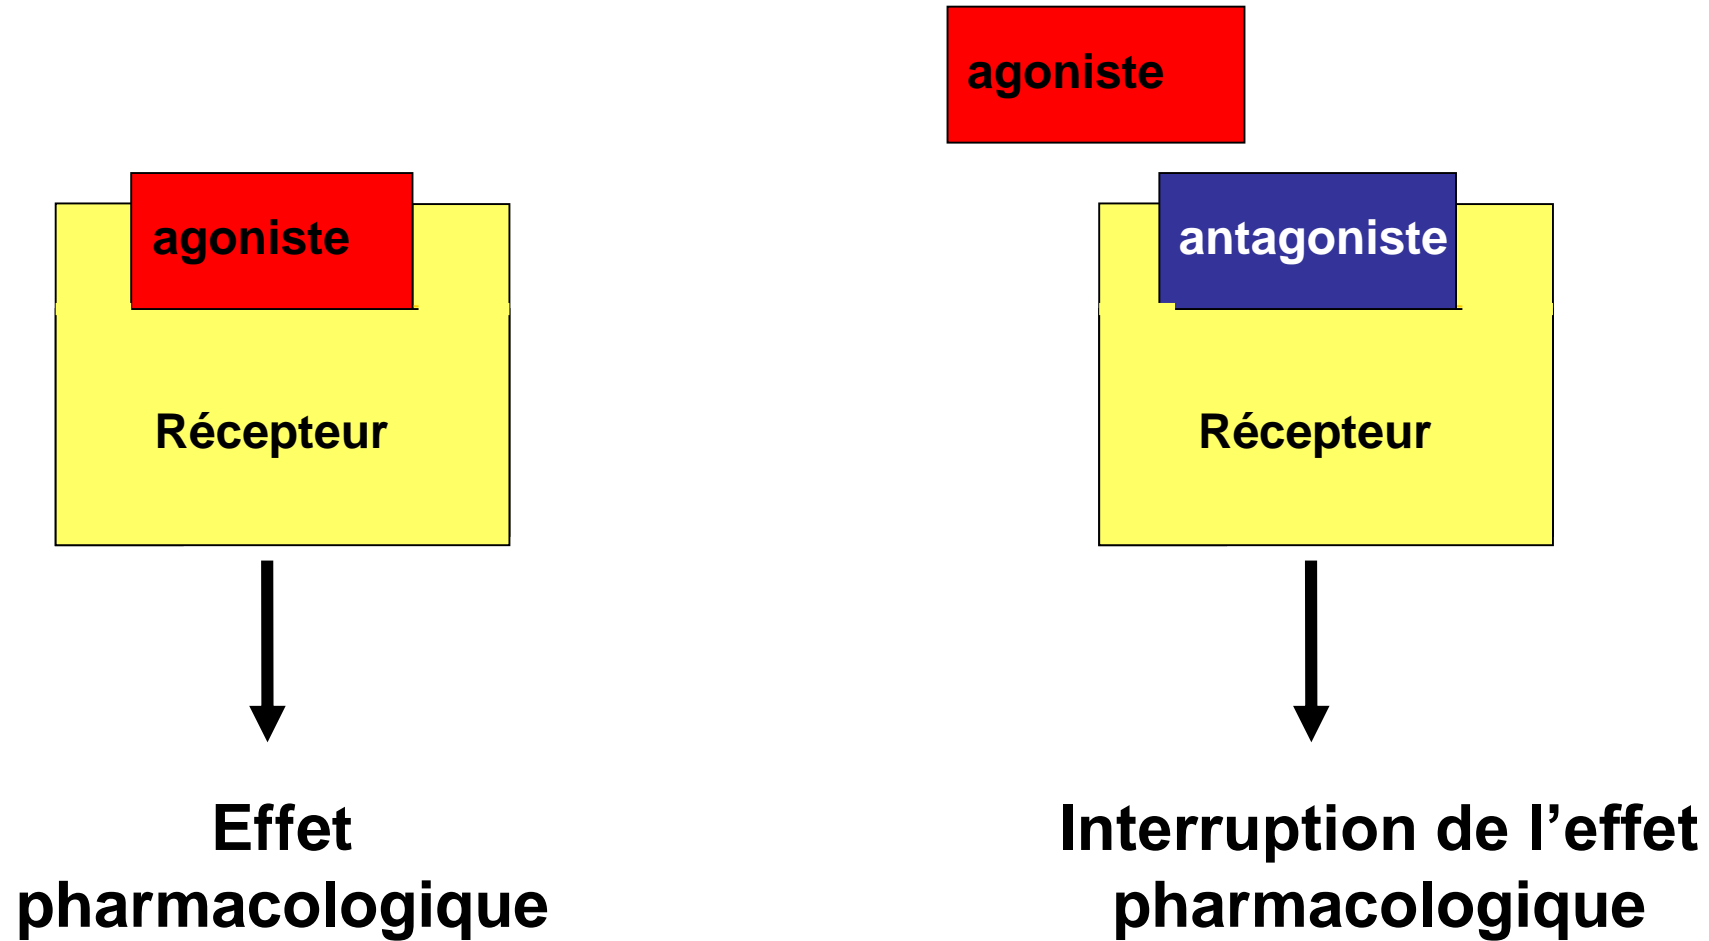 agoniste
agoniste
antagoniste
Récepteur
Récepteur
Effet
pharmacologique
Interruption de l’effet
pharmacologique